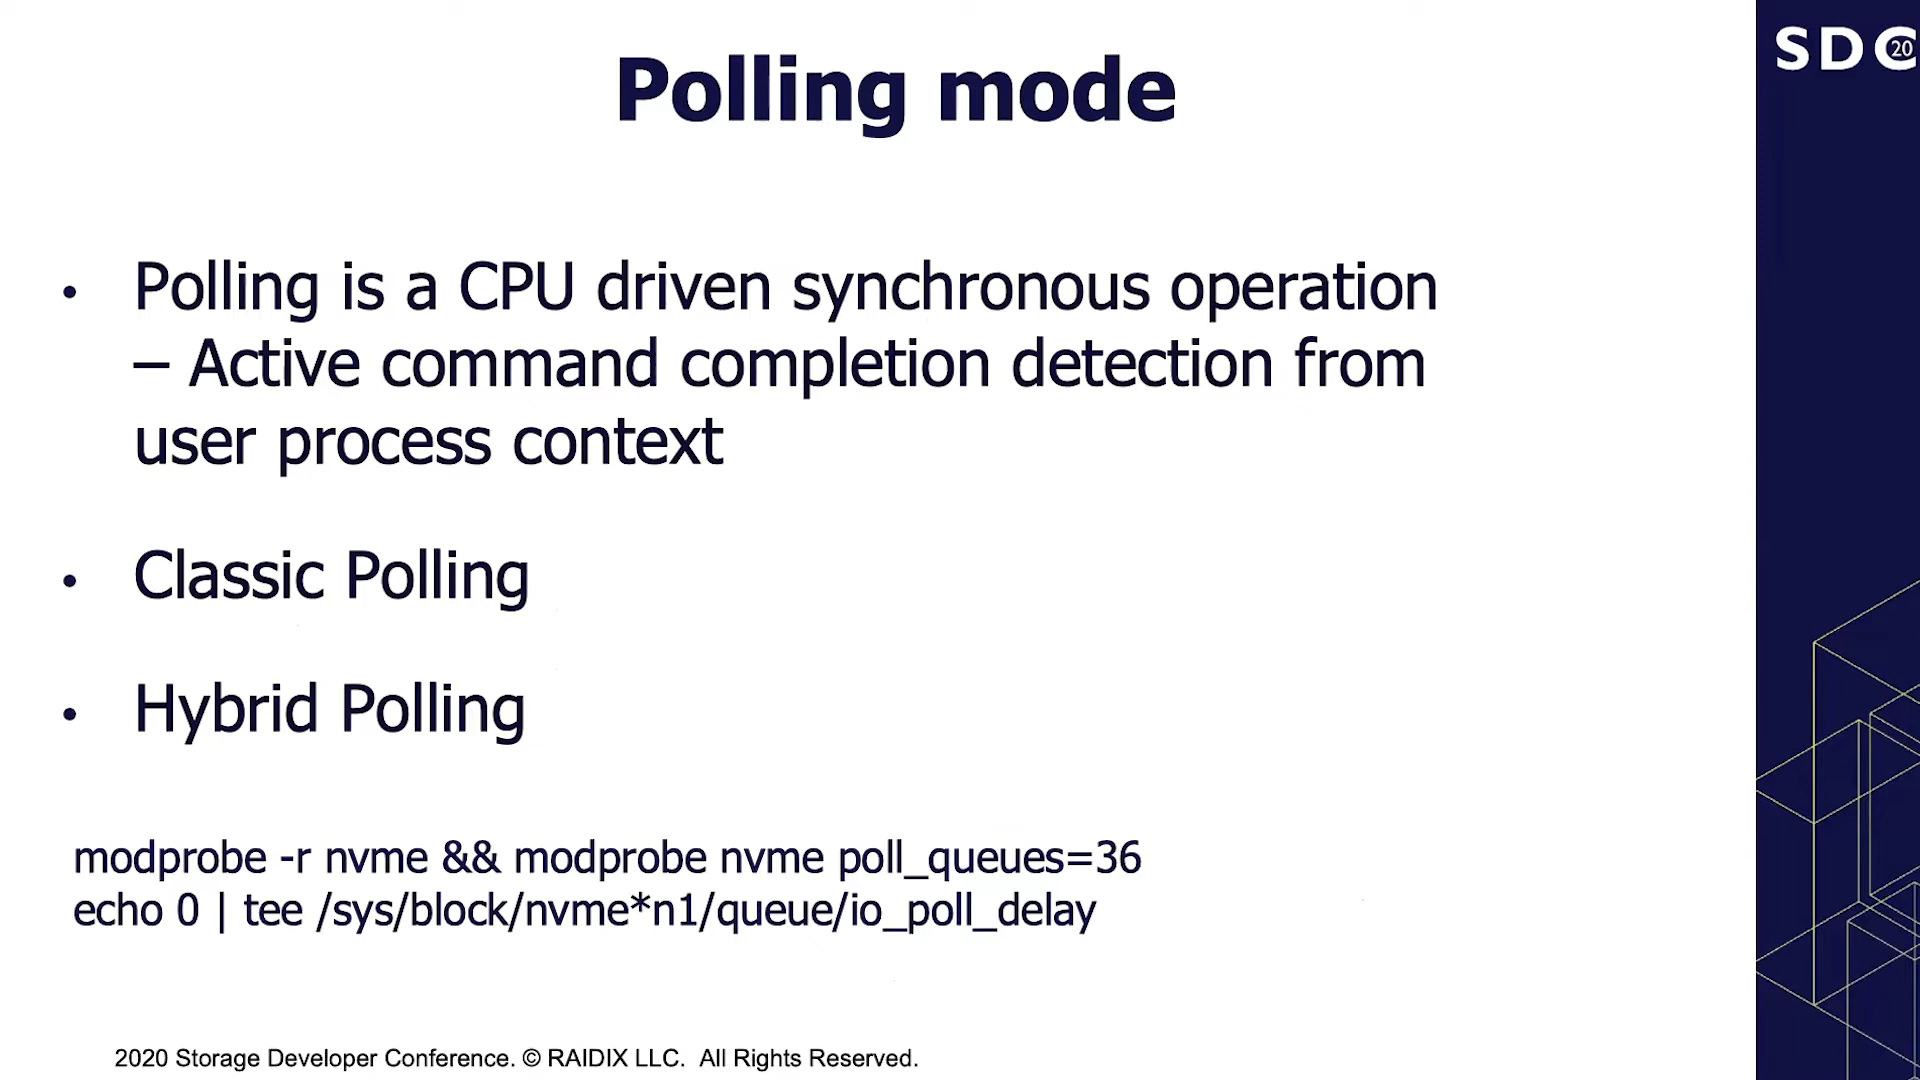 SDC 20
Polling mode
• Polling is a CPU driven synchronous operation
– Active command completion detection from
user process context
• Classic Polling
• Hybrid Polling
modprobe -r nvme && modprobe nvme poll_queues=36
echo 0 | tee /sys/block/nvme*n1/queue/io_poll_delay
2020 Storage Developer Conference. © RAIDIX LLC. All Rights Reserved.